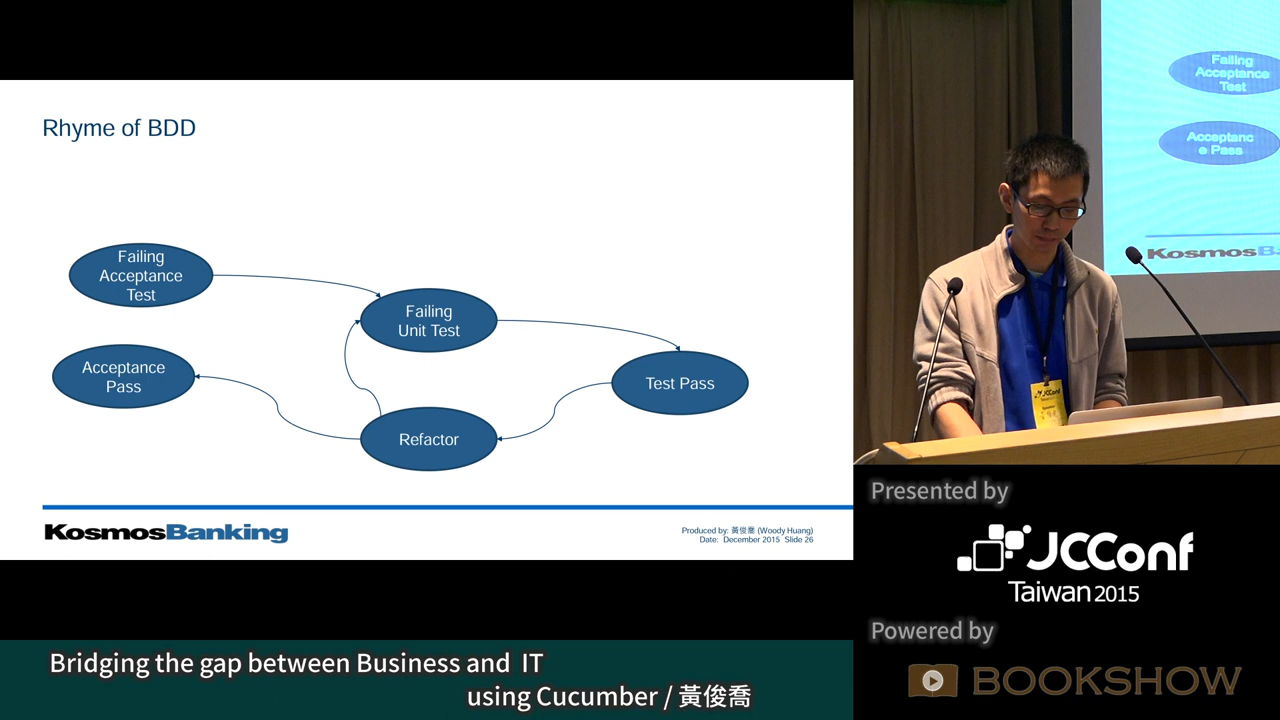 Rhyme of BDD
Failing
Acceptance
Test
Failing
Unit Test
Acceptance
Pass
Test Pass
Refactor
KosmosBanking
Produced by: 黃俊喬 (Woody Huang)
Date: December 2015 Slide 26
Failing
Acceptance
Test
Acceptanc
e Pass
KosmosB
JCConf
Presented by
JCConf
Taiwan 2015
Powered by
BOOKSHOW
Bridging the gap between Business and IT
using Cucumber / 黃俊喬